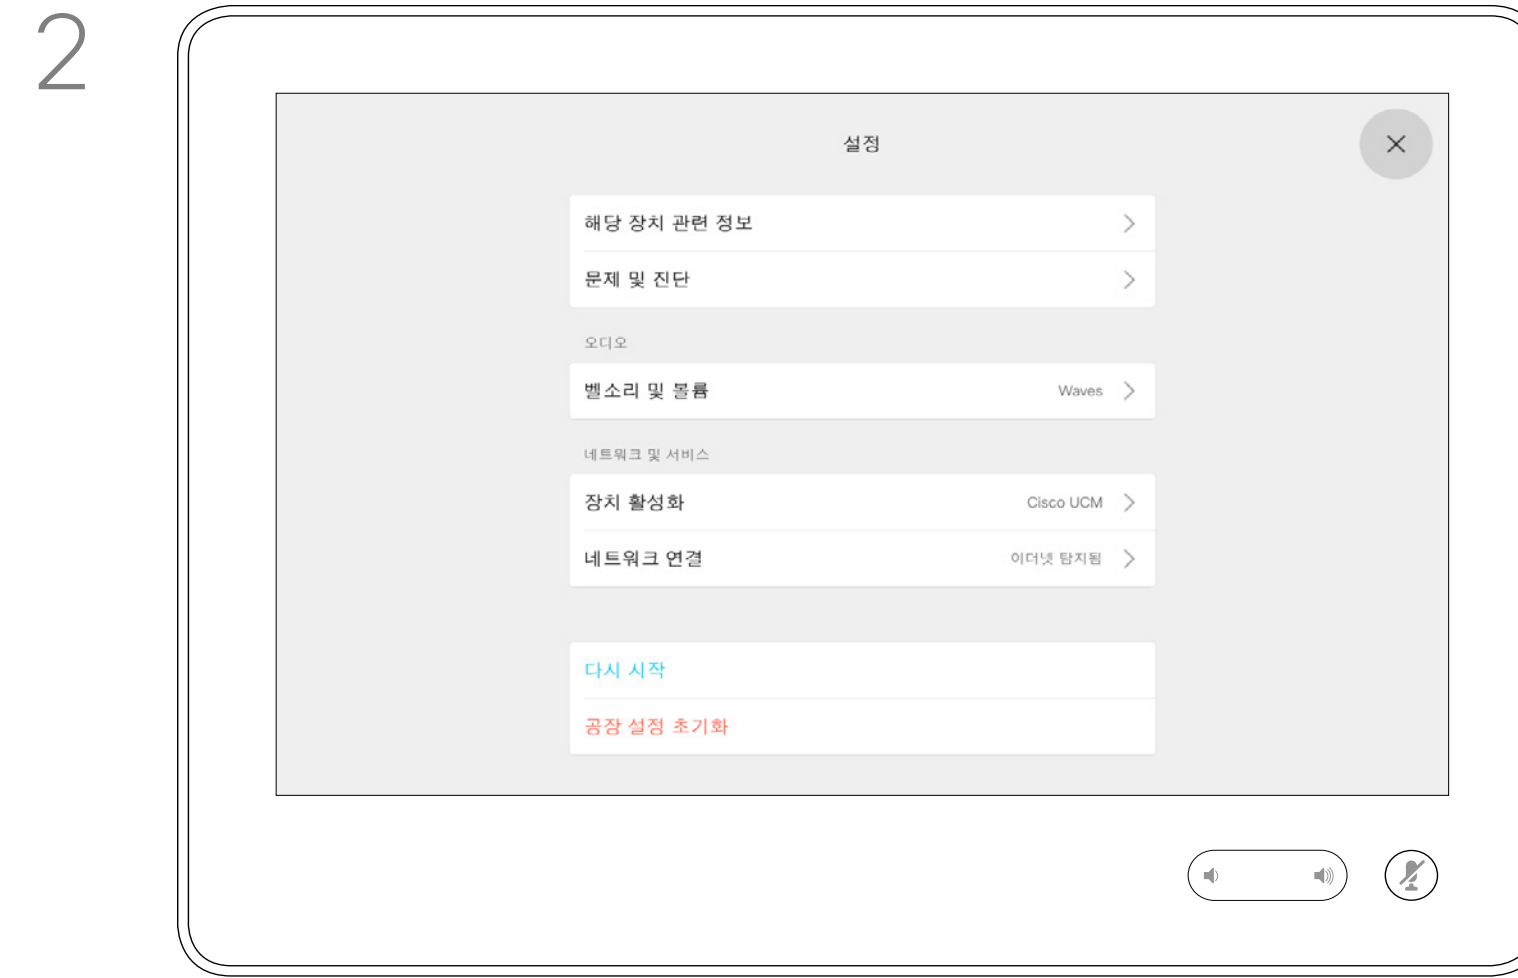 2
설정
해당 장치 관련 정보
문제 및 진단
오디오
벨소리 및 볼륨 Waves
네트워크 및 서비스
장치 활성화 Cisco UCM
네트워크 연결 이더넷 탐지됨
다시 시작
공장 설정 초기화